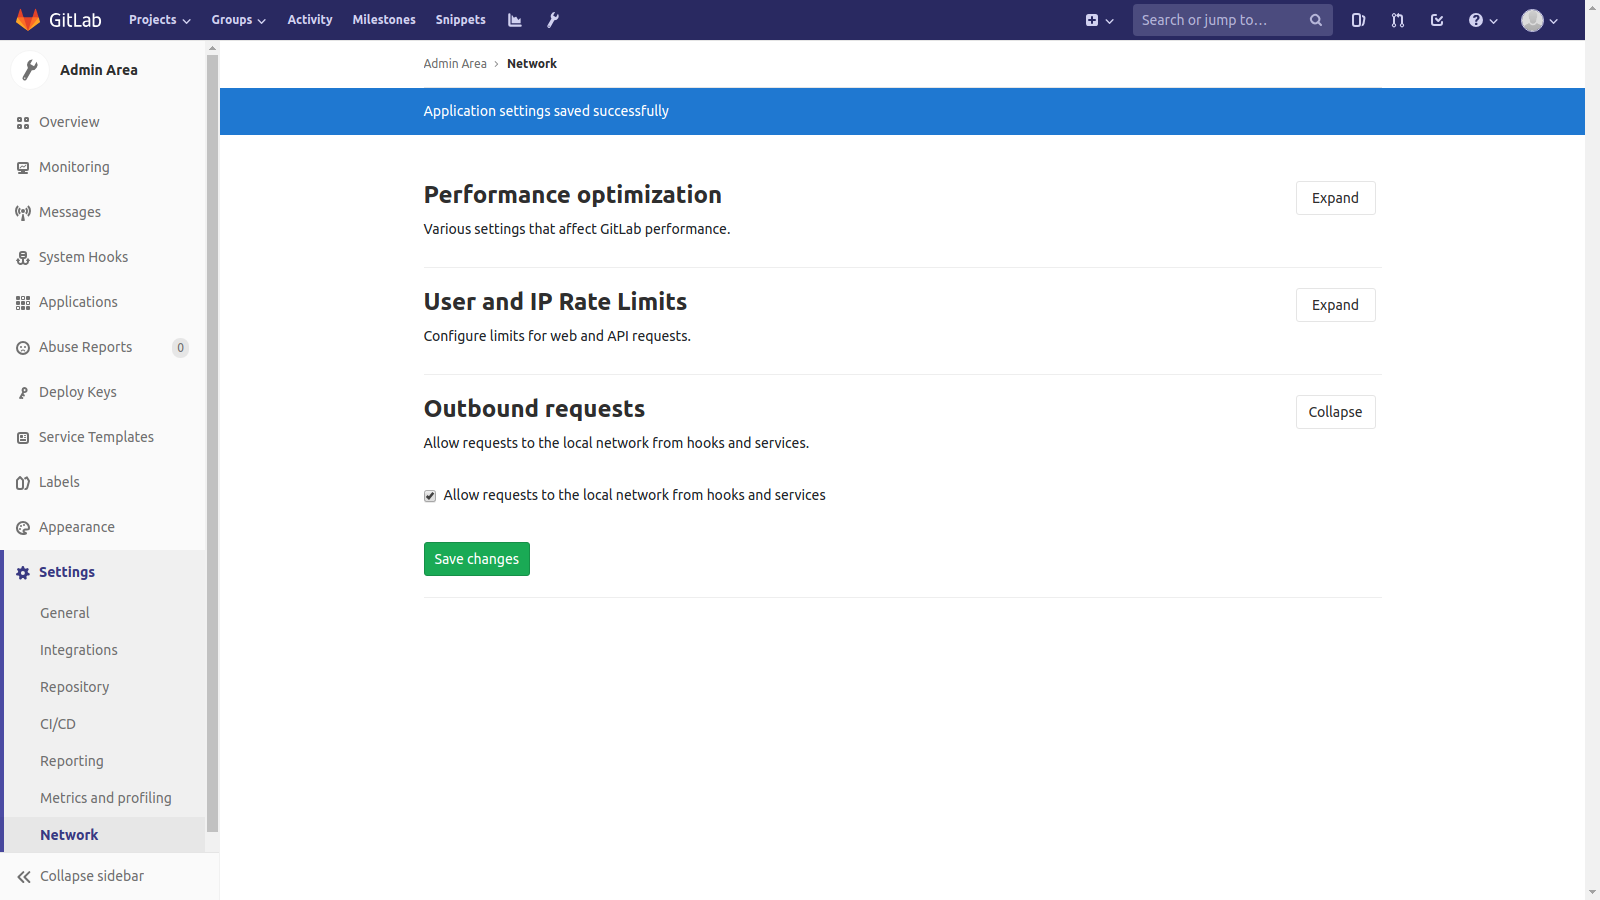 GitLab Projects Groups Activity Milestones Snippets Search or jump to...
Admin Area
Overview
Monitoring
Messages
System Hooks
Applications
Abuse Reports 0
Deploy Keys
Service Templates
Labels
Appearance
Settings
General
Integrations
Repository
CI/CD
Reporting
Metrics and profiling
Network
Collapse sidebar
Admin Area › Network
Application settings saved successfully
Performance optimization
Expand
Various settings that affect GitLab performance.
User and IP Rate Limits
Expand
Configure limits for web and API requests.
Outbound requests
Collapse
Allow requests to the local network from hooks and services.
Allow requests to the local network from hooks and services
Save changes